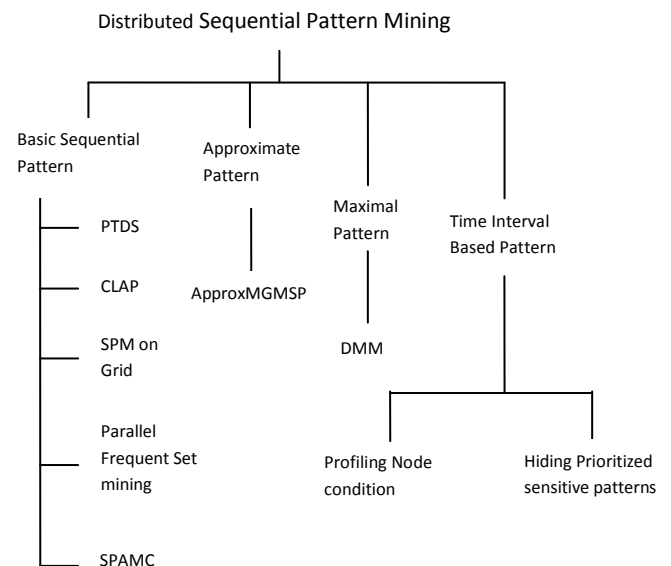 Distributed Sequential Pattern Mining
Basic Sequential
Pattern
PTDS
CLAP
SPM on
Grid
Parallel
Frequent Set
mining
SPAMC
Approximate
Pattern
ApproxMGMSP
Maximal
Pattern
DMM
Time Interval
Based Pattern
Profiling Node
condition
Hiding Prioritized
sensitive patterns